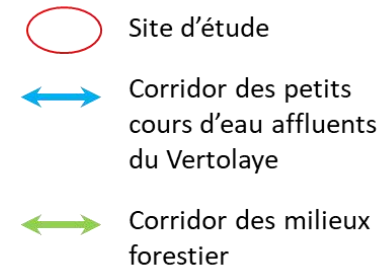 Site d’étude
Corridor des petits
cours d’eau affluents
du Vertolaye
Corridor des milieux
forestier